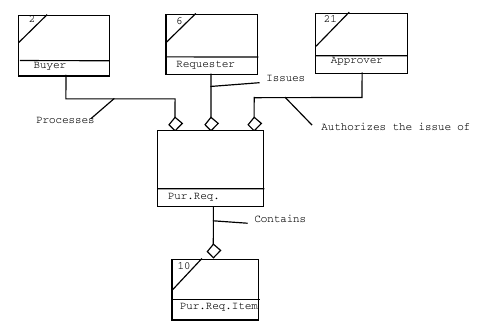 2
6
21
Buyer
Requester
Approver
Issues
Processes
Authorizes the issue of
Pur.Req.
Contains
10
Pur.Req.Item